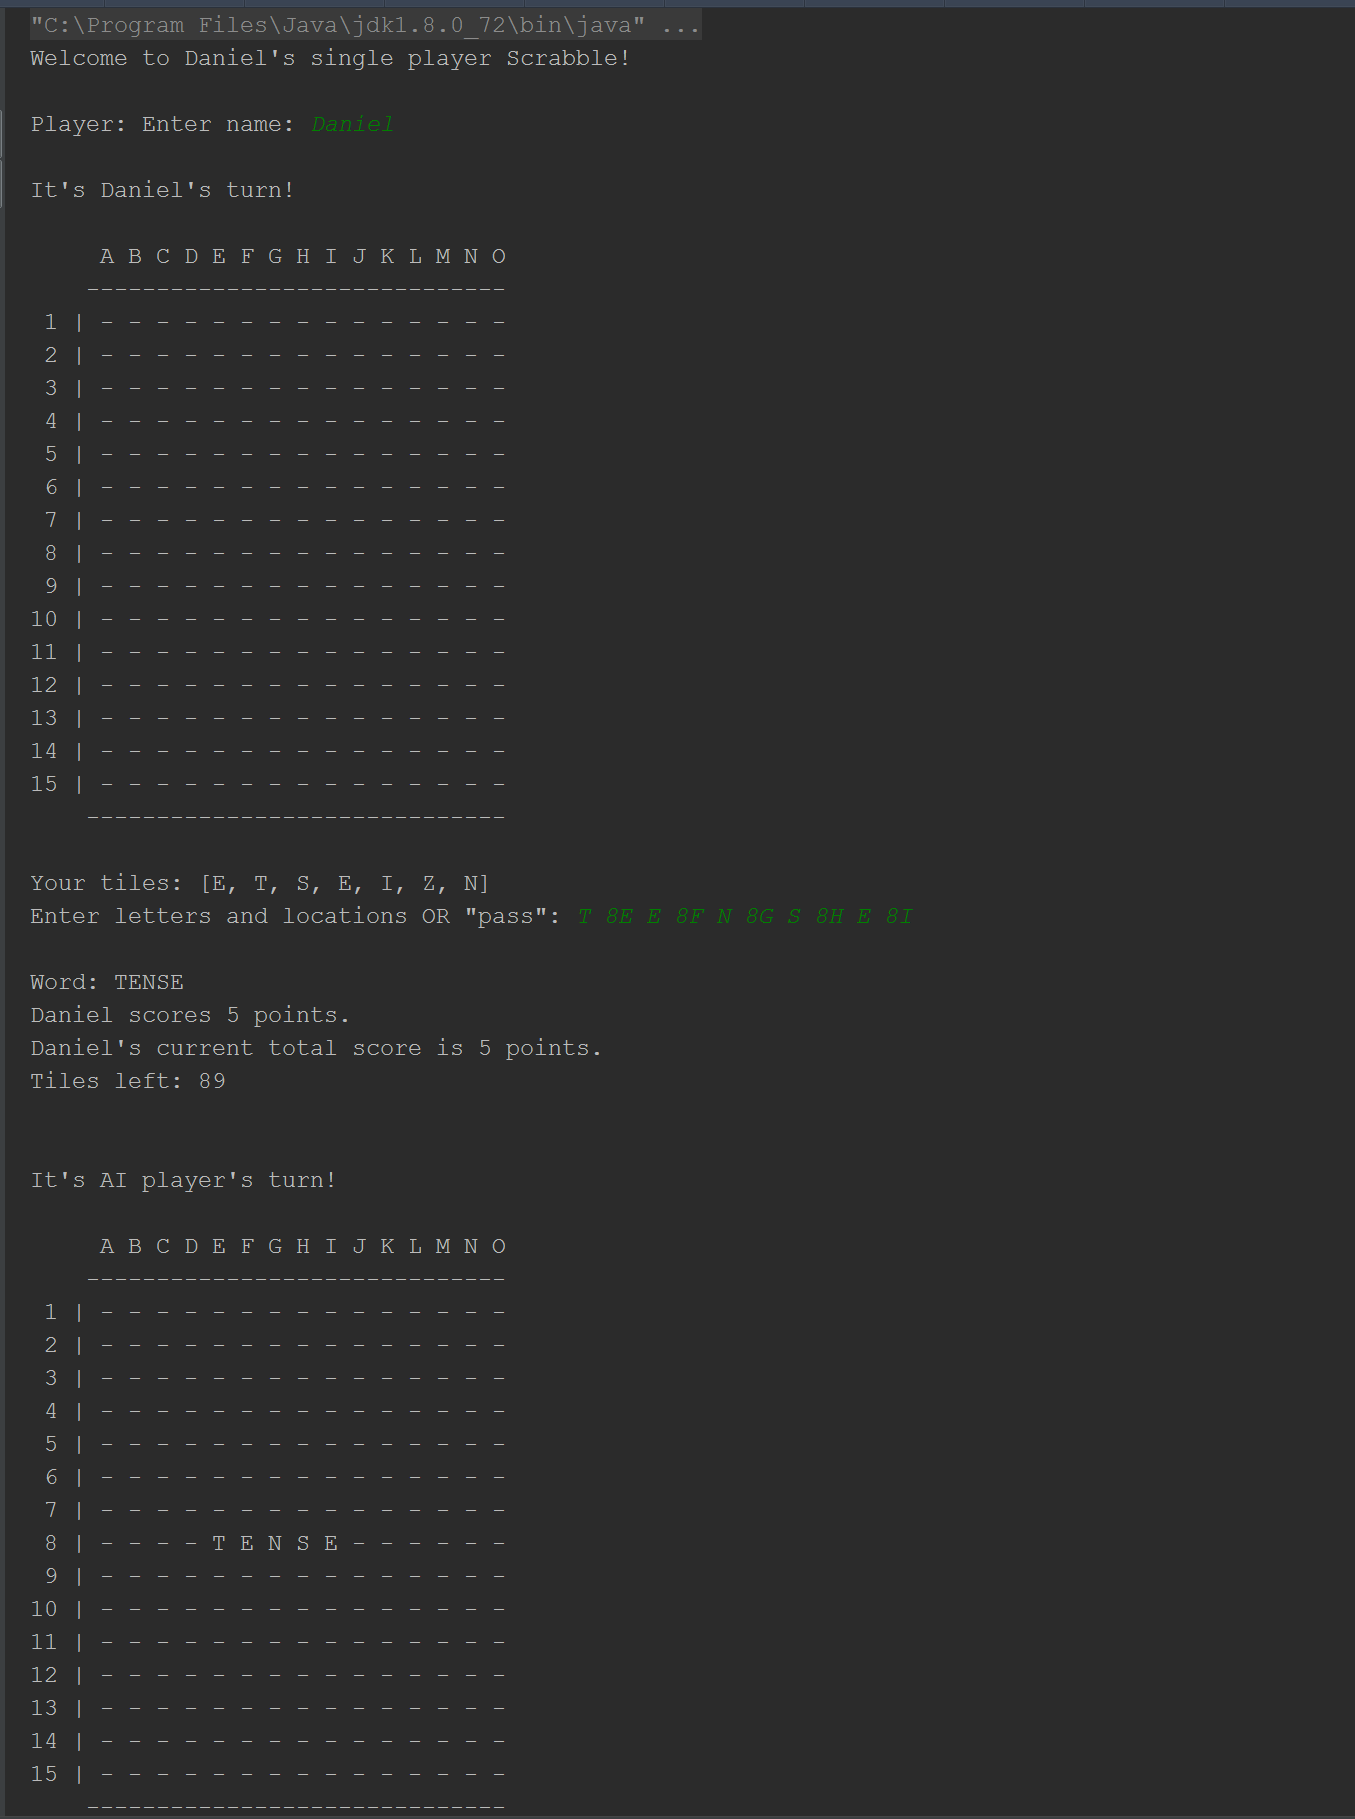 "C:\Program Files\Java\jdk1.8.0_72\bin\java" ...
Welcome to Daniel's single player Scrabble!
Player: Enter name: Daniel
It's Daniel's turn!
A B C D E F G H I J K L M N O
------------------------------
1 | - - - - - - - - - - - - - - -
2 | - - - - - - - - - - - - - - -
3 | - - - - - - - - - - - - - - -
4 | - - - - - - - - - - - - - - -
5 | - - - - - - - - - - - - - - -
6 | - - - - - - - - - - - - - - -
7 | - - - - - - - - - - - - - - -
8 | - - - - - - - - - - - - - - -
9 | - - - - - - - - - - - - - - -
10 | - - - - - - - - - - - - - - -
11 | - - - - - - - - - - - - - - -
12 | - - - - - - - - - - - - - - -
13 | - - - - - - - - - - - - - - -
14 | - - - - - - - - - - - - - - -
15 | - - - - - - - - - - - - - - -
------------------------------
Your tiles: [E, T, S, E, I, Z, N]
Enter letters and locations OR "pass": T 8E E 8F N 8G S 8H E 8I
Word: TENSE
Daniel scores 5 points.
Daniel's current total score is 5 points.
Tiles left: 89
It's AI player's turn!
A B C D E F G H I J K L M N O
------------------------------
1 | - - - - - - - - - - - - - - -
2 | - - - - - - - - - - - - - - -
3 | - - - - - - - - - - - - - - -
4 | - - - - - - - - - - - - - - -
5 | - - - - - - - - - - - - - - -
6 | - - - - - - - - - - - - - - -
7 | - - - - - - - - - - - - - - -
8 | - - - - T E N S E - - - - - -
9 | - - - - - - - - - - - - - - -
10 | - - - - - - - - - - - - - - -
11 | - - - - - - - - - - - - - - -
12 | - - - - - - - - - - - - - - -
13 | - - - - - - - - - - - - - - -
14 | - - - - - - - - - - - - - - -
15 | - - - - - - - - - - - - - - -
------------------------------